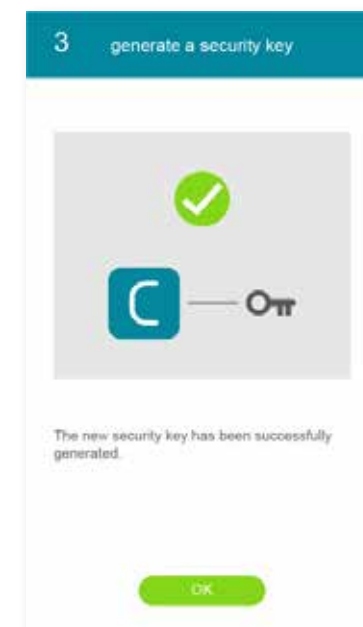 3 generate a security key
The new security key has been successfully
generated.
OK